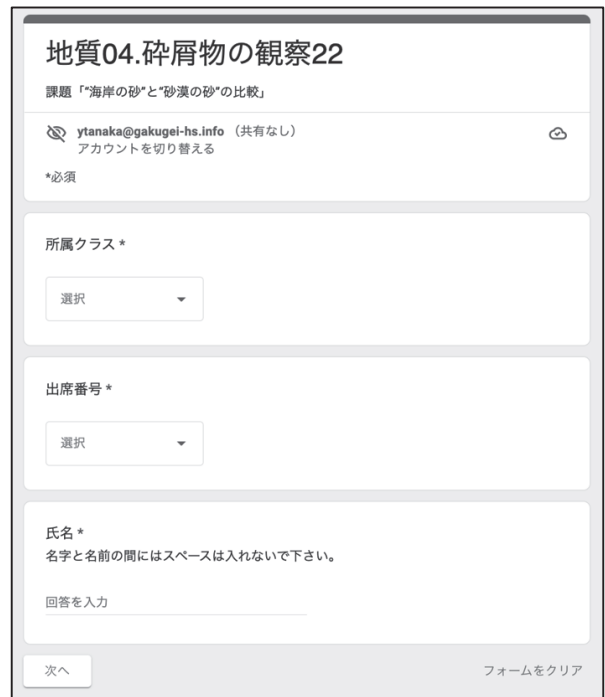 地質04.砕屑物の観察22
課題「“海岸の砂”と“砂漠の砂”の比較」
ytanaka@gakugei-hs.info （共有なし）
アカウントを切り替える
*必須
所属クラス *
選択
出席番号 *
選択
氏名 *
名字と名前の間にはスペースは入れないで下さい。
回答を入力
次へ
フォームをクリア